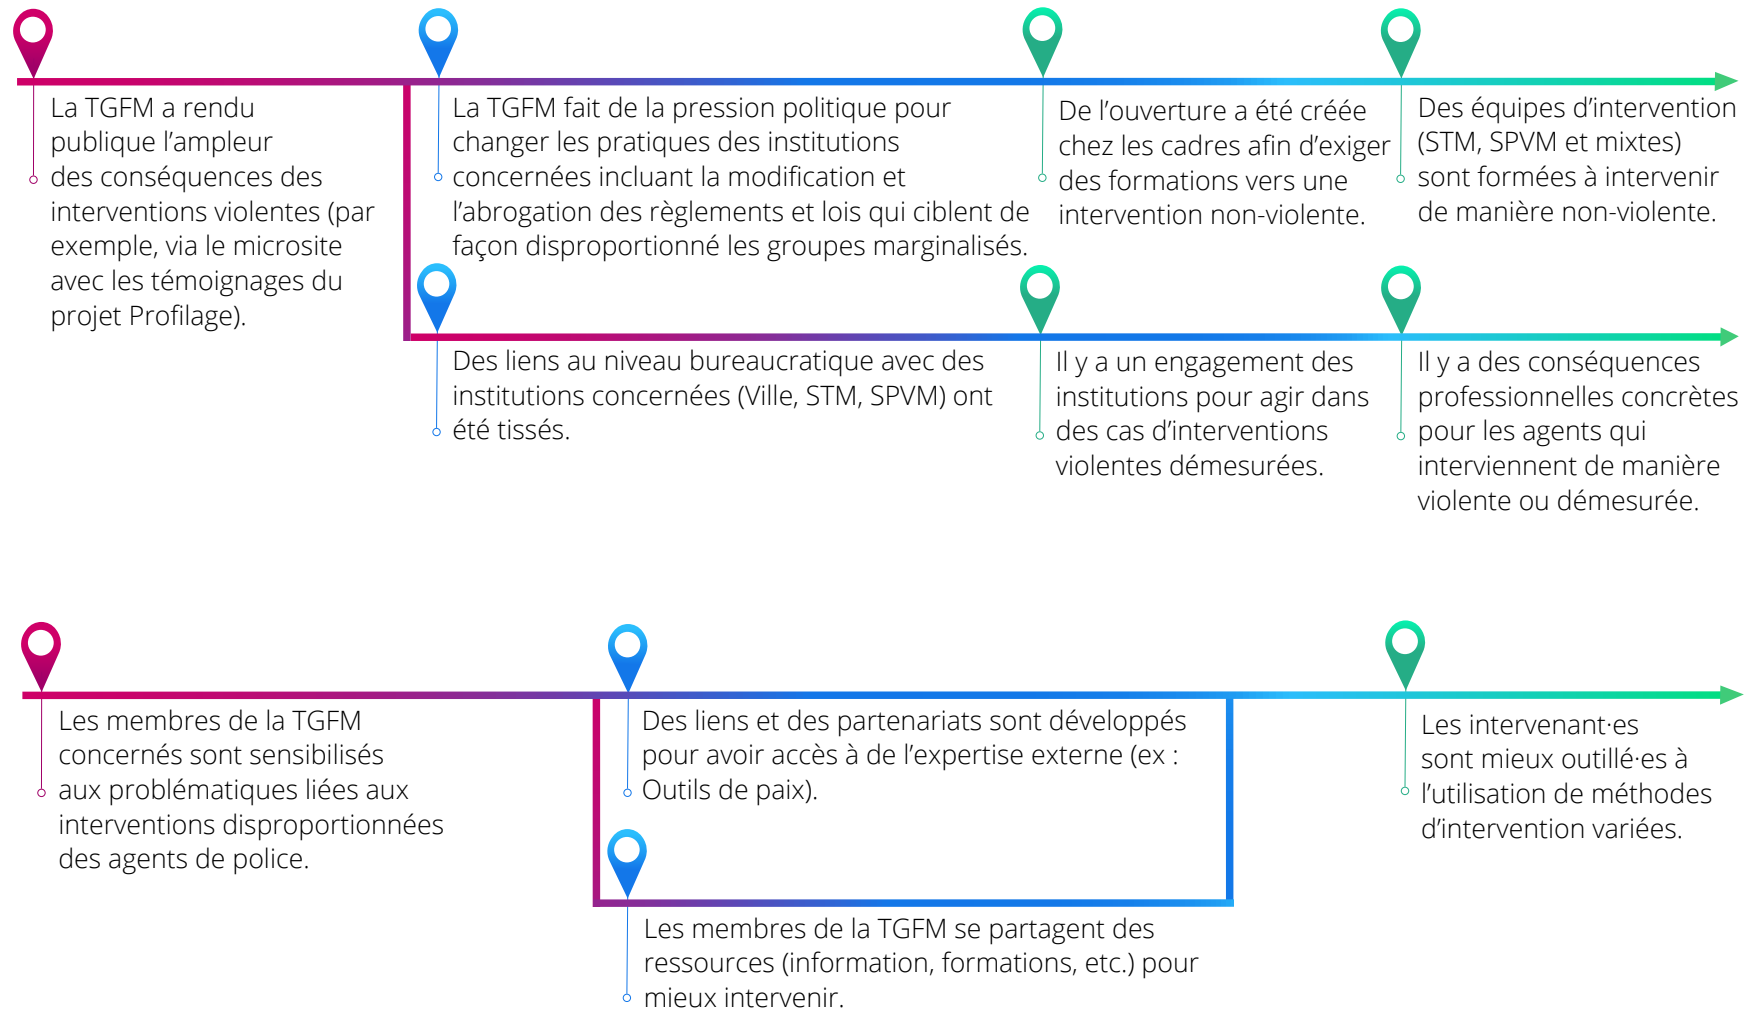 La TGFM a rendu
publique l’ampleur
des conséquences des
interventions violentes (par
exemple, via le microsite
avec les témoignages du
projet Profilage).
La TGFM fait de la pression politique pour
changer les pratiques des institutions
concernées incluant la modification et
l’abrogation des règlements et lois qui ciblent de
façon disproportionné les groupes marginalisés.
De l’ouverture a été créée
chez les cadres afin d’exiger
des formations vers une
intervention non-violente.
Des équipes d’intervention
(STM, SPVM et mixtes)
sont formées à intervenir
de manière non-violente.
Des liens au niveau bureaucratique avec des
institutions concernées (Ville, STM, SPVM) ont
été tissés.
Il y a un engagement des
institutions pour agir dans
des cas d’interventions
violentes démesurées.
Il y a des conséquences
professionnelles concrètes
pour les agents qui
interviennent de manière
violente ou démesurée.
Les membres de la TGFM
concernés sont sensibilisés
aux problématiques liées aux
interventions disproportionnées
des agents de police.
Des liens et des partenariats sont développés
pour avoir accès à de l’expertise externe (ex :
Outils de paix).
Les membres de la TGFM se partagent des
ressources (information, formations, etc.) pour
mieux intervenir.
Les intervenant·es
sont mieux outillé·es à
l’utilisation de méthodes
d’intervention variées.